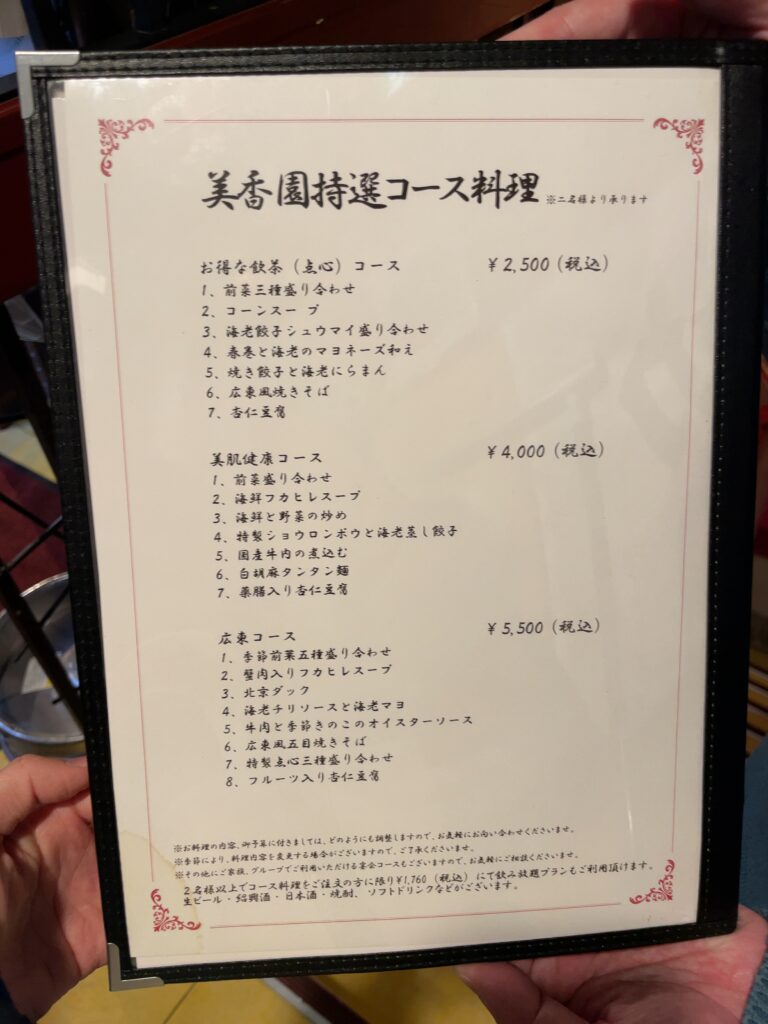 美香園特選コース料理 ※二名様より承ります
お得な飲茶（点心）コース ￥2,500（税込）
1、前菜三種盛り合わせ
2、コーンスー プ
3、海老餃子シュウマイ盛り合わせ
4、春巻と海老のマヨネーズ和え
5、焼き餃子と海老にらまん
6、広東風焼きそば
7、杏仁豆腐
美肌健康コース ￥4,000（税込）
1、前菜盛り合わせ
2、海鮮フカヒレスープ
3、海鮮と野菜の炒め
4、特製ショウロンボウと海老蒸し餃子
5、国産牛肉の煮込む
6、白胡麻タンタン麺
7、薬膳入り杏仁豆腐
広東コース ￥5,500（税込）
1、季節前菜五種盛り合わせ
2、蟹肉入りフカヒレスープ
3、北京ダック
4、海老チリソースと海老マヨ
5、牛肉と季節きのこのオイスターソース
6、広東風五目焼きそば
7、特製点心三種盛り合わせ
8、フルーツ入り杏仁豆腐
※お料理の内容、御予算に付きましては、どのようにも調整しますので、お気軽にお問い合わせくださいませ。
※季節により、料理内容を変更する場合がございますので、ご了承くださいませ。
※その他にご家族、グループでご利用いただける宴会コースもございますので、お気軽にご相談くださいませ。
2名様以上でコース料理をご注文の方に限り￥1,760（税込）にて飲み放題プランもご利用頂けます。
生ビール・紹興酒・日本酒・焼酎、ソフトドリンクなどがございます。